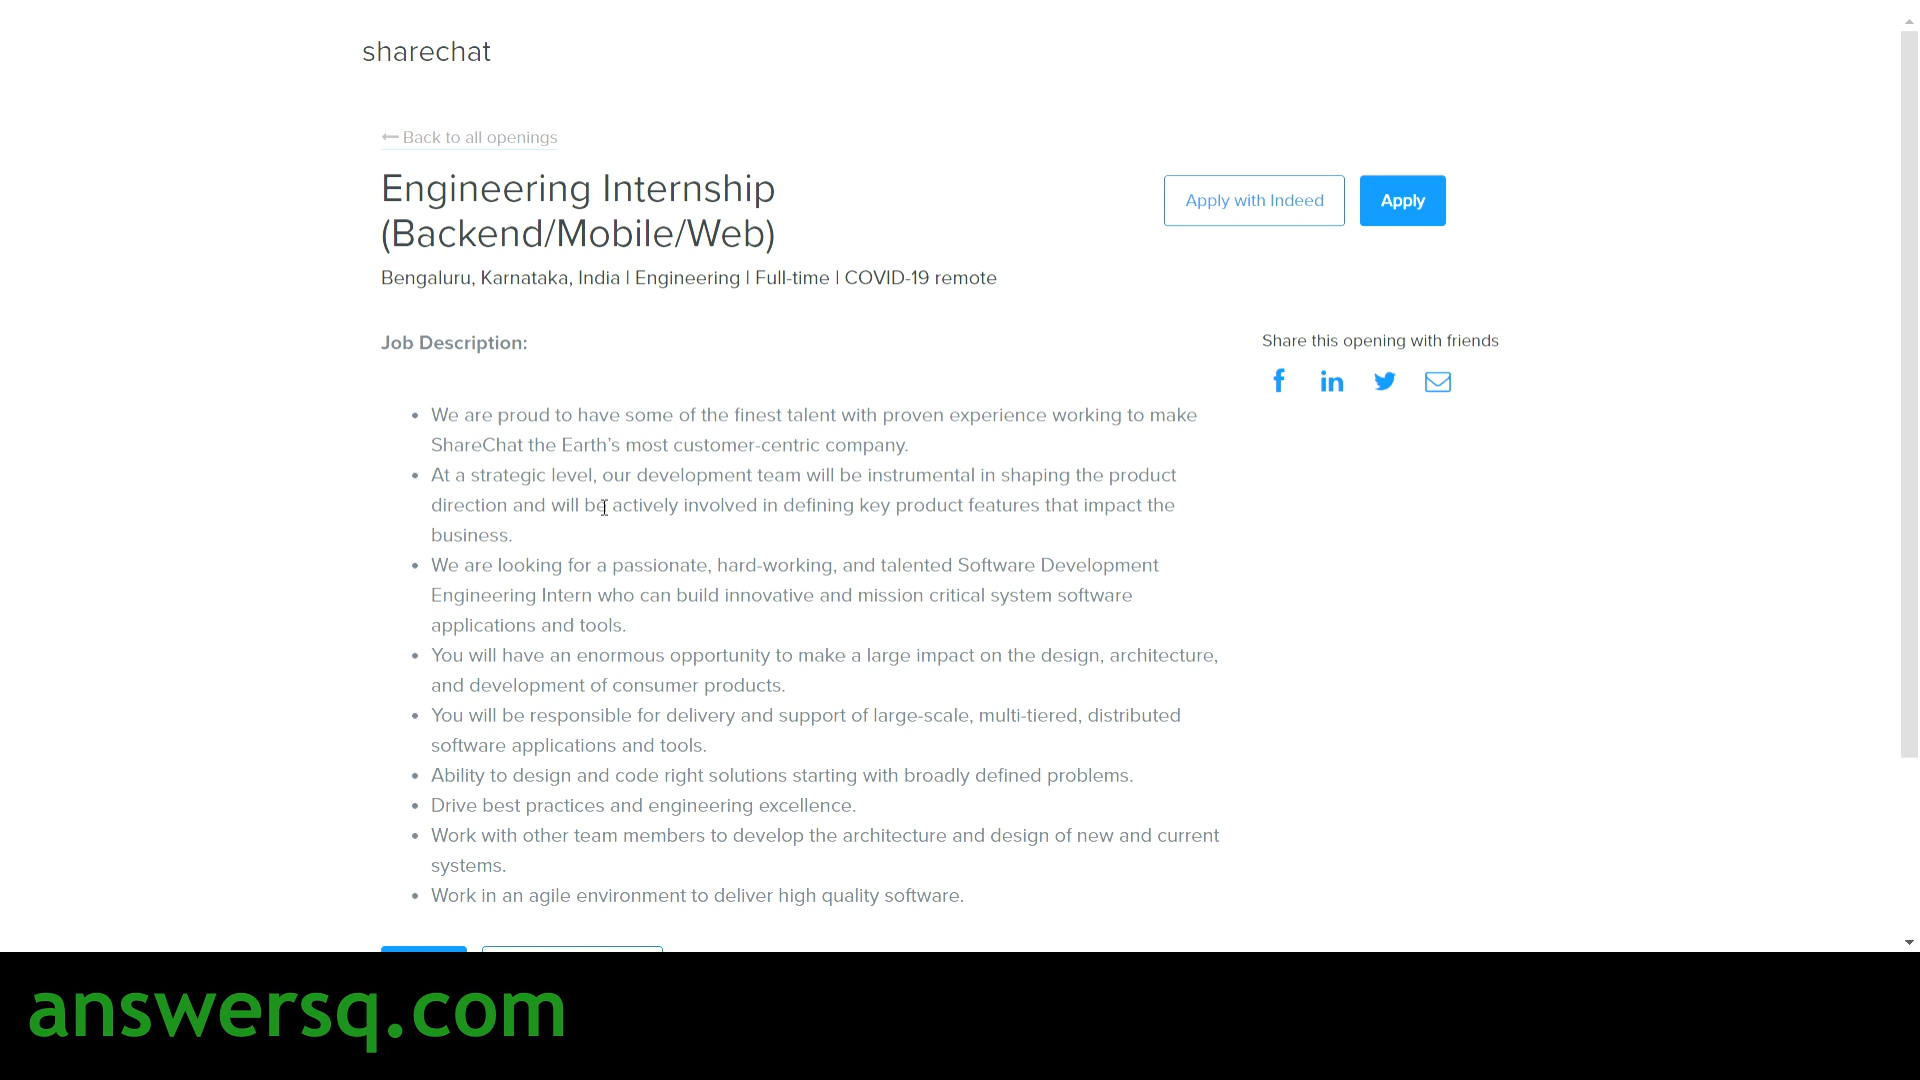 sharechat
Back to all openings
Engineering Internship
(Backend/Mobile/Web)
Apply with Indeed
Apply
Bengaluru, Karnataka, India | Engineering | Full-time | COVID-19 remote
Job Description:
Share this opening with friends
• We are proud to have some of the finest talent with proven experience working to make
ShareChat the Earth’s most customer-centric company.
• At a strategic level, our development team will be instrumental in shaping the product
direction and will be actively involved in defining key product features that impact the
business.
• We are looking for a passionate, hard-working, and talented Software Development
Engineering Intern who can build innovative and mission critical system software
applications and tools.
• You will have an enormous opportunity to make a large impact on the design, architecture,
and development of consumer products.
• You will be responsible for delivery and support of large-scale, multi-tiered, distributed
software applications and tools.
• Ability to design and code right solutions starting with broadly defined problems.
• Drive best practices and engineering excellence.
• Work with other team members to develop the architecture and design of new and current
systems.
• Work in an agile environment to deliver high quality software.
answersq.com